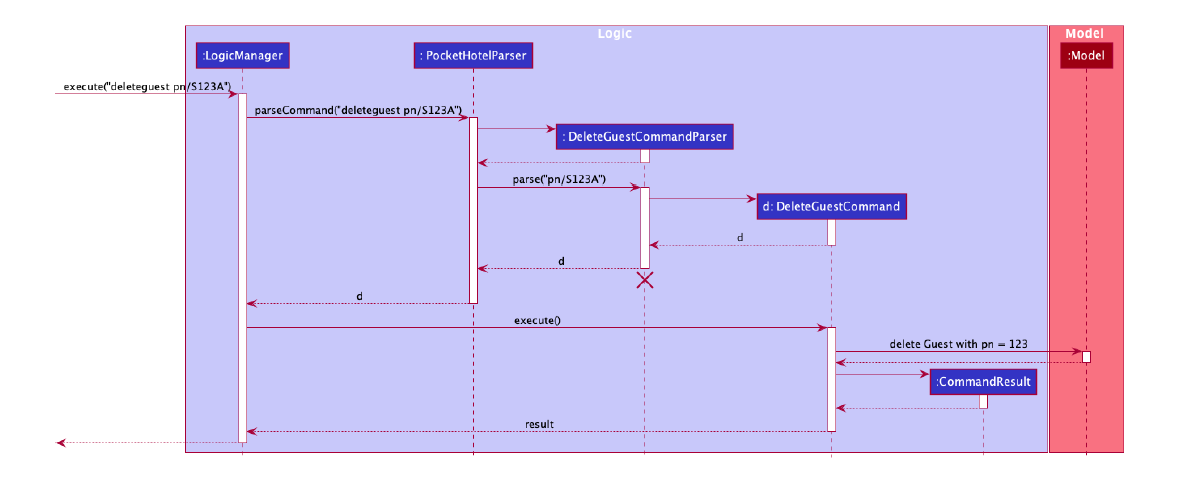 Logic
Model
:LogicManager
: PocketHotelParser
:Model
execute("deleteguest pn/S123A")
parseCommand("deleteguest pn/S123A")
: DeleteGuestCommandParser
parse("pn/S123A")
d: DeleteGuestCommand
d
d
d
execute()
delete Guest with pn = 123
:CommandResult
result